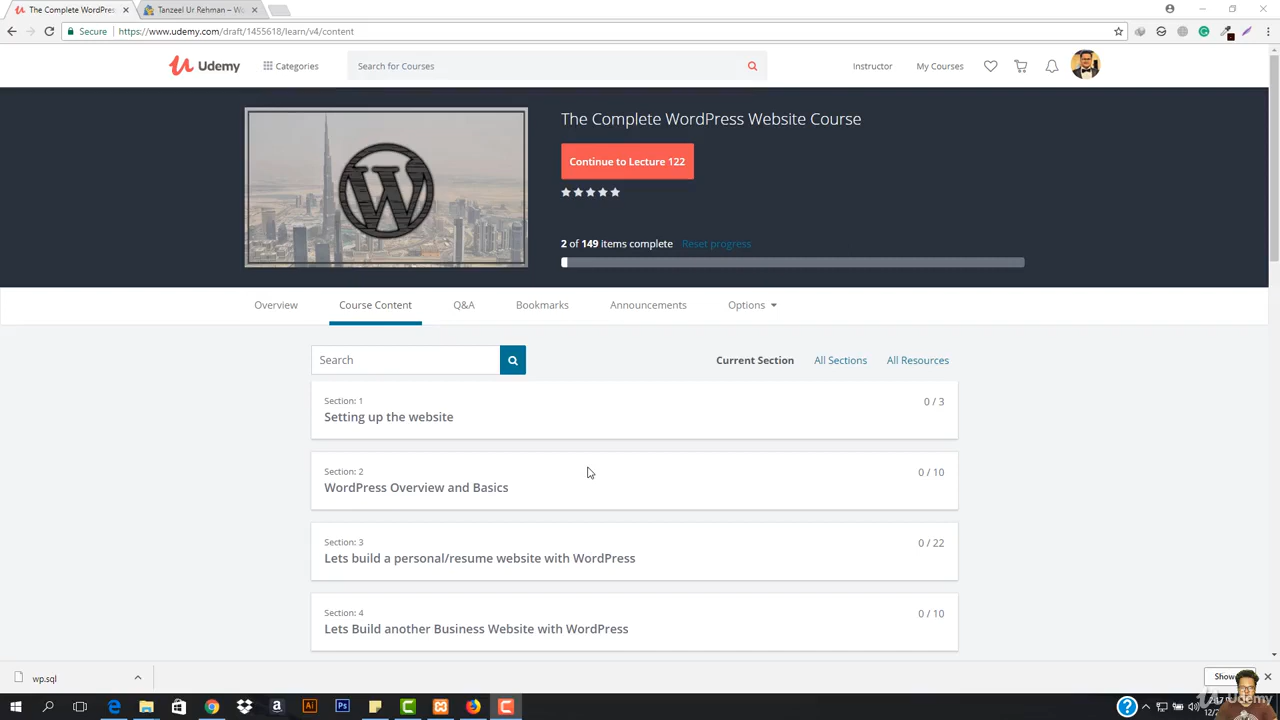 The Complete WordPres
Tanzeel Ur Rehman – Wo
Secure
https://www.udemy.com/draft/1455618/learn/v4/content
Udemy
Categories
Search for Courses
Instructor
My Courses
W
The Complete WordPress Website Course
Continue to Lecture 122
2 of 149 items complete
Reset progress
Overview
Course Content
Q&A
Bookmarks
Announcements
Options
Search
Current Section
All Sections
All Resources
Section: 1
0 / 3
Setting up the website
Section: 2
0 / 10
WordPress Overview and Basics
Section: 3
0 / 22
Lets build a personal/resume website with WordPress
Section: 4
0 / 10
Lets Build another Business Website with WordPress
wp.sql
Show
Udemy